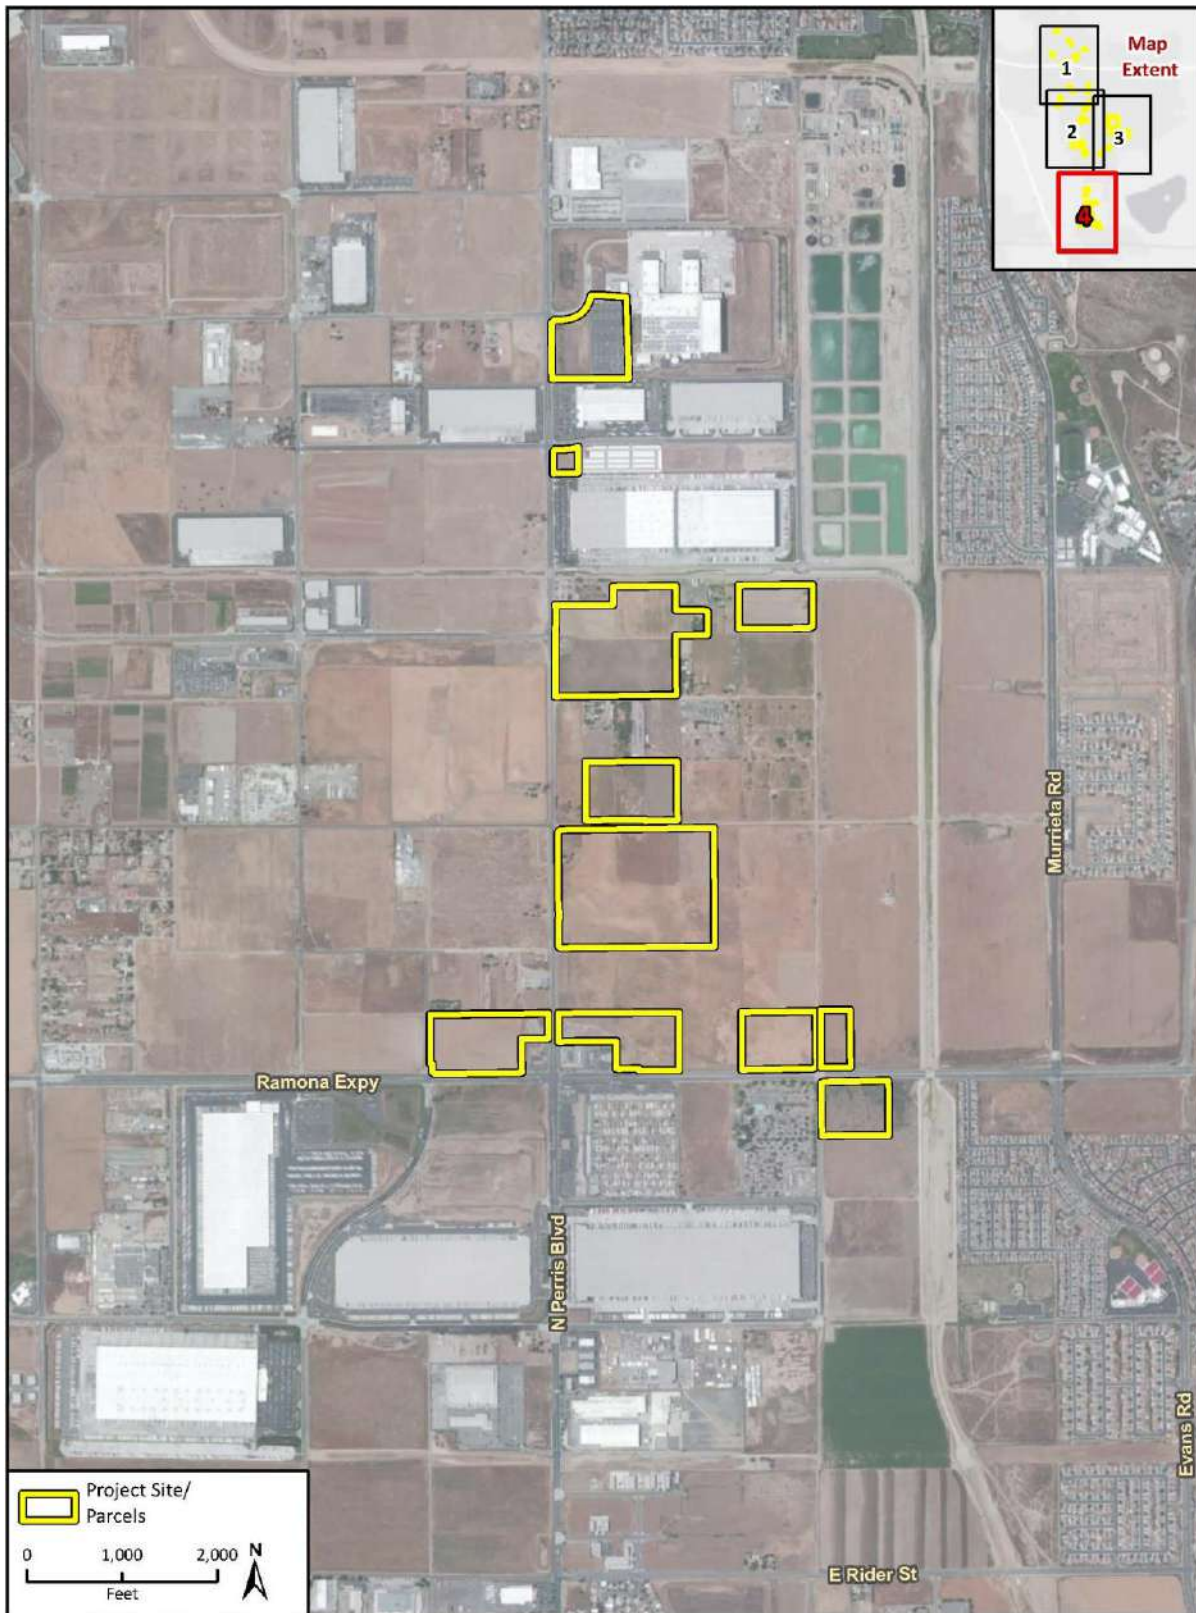 Map
Extent
1
2
3
4
Murrieta Rd
Ramona Expy
N Perris Blvd
Evans Rd
E Rider St
Project Site/
Parcels
0 1,000 2,000
Feet
N